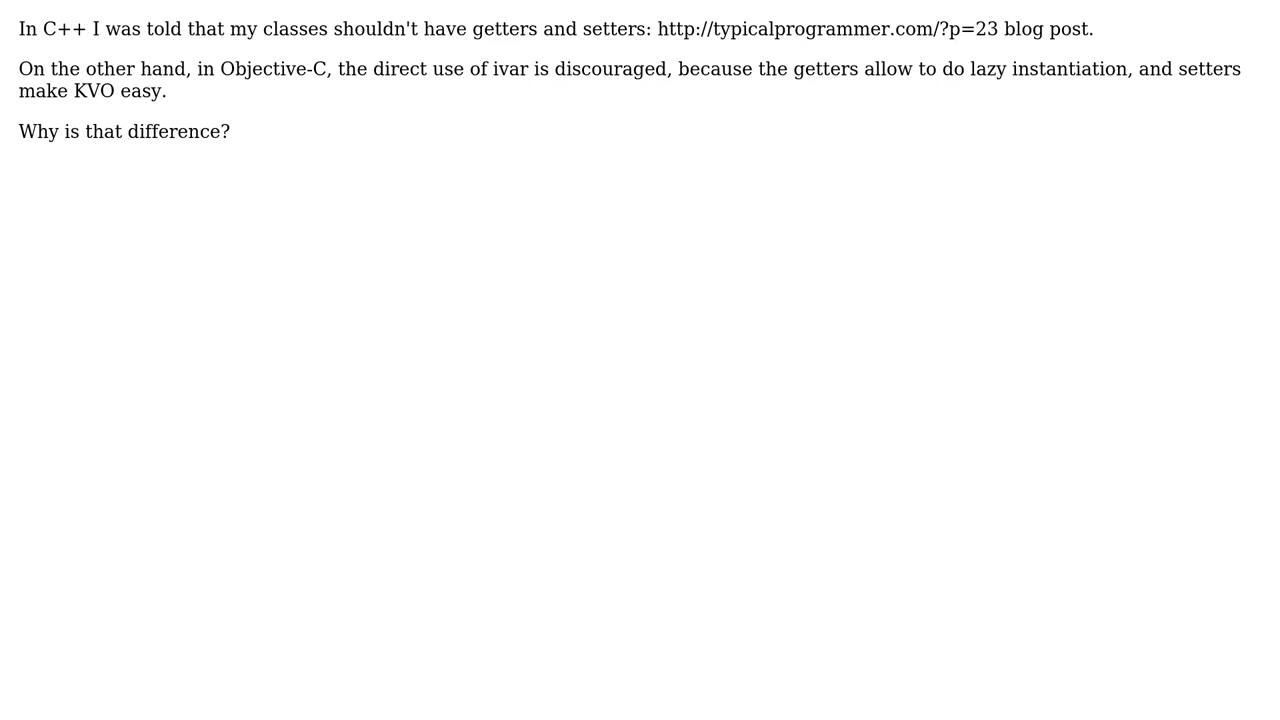 In C++ I was told that my classes shouldn't have getters and setters: http://typicalprogrammer.com/?p=23 blog post.
On the other hand, in Objective-C, the direct use of ivar is discouraged, because the getters allow to do lazy instantiation, and setters
make KVO easy.
Why is that difference?